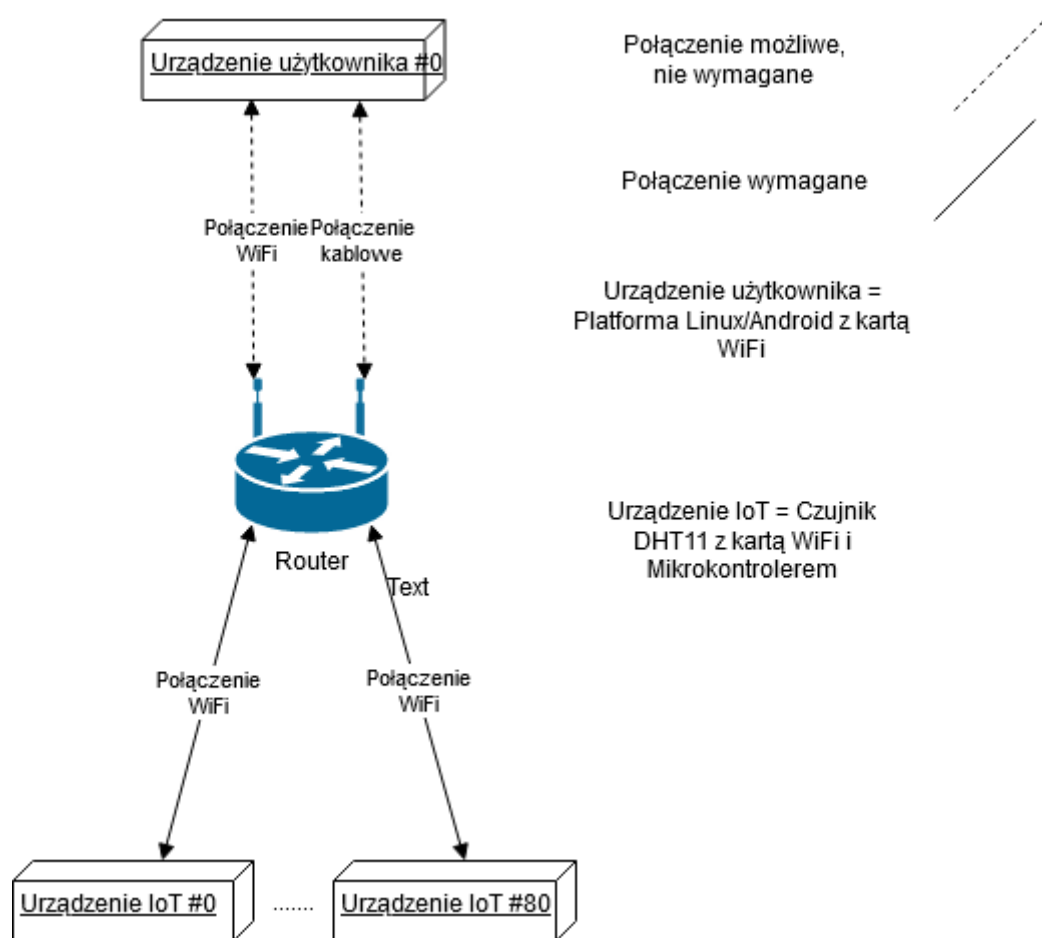 Urządzenie użytkownika #0
Połączenie
WiFi
Połączenie
kablowe
Router
Text
Połączenie
WiFi
Połączenie
WiFi
Urządzenie IoT #0
.......
Urządzenie IoT #80
Połączenie możliwe,
nie wymagane
Połączenie wymagane
Urządzenie użytkownika =
Platforma Linux/Android z kartą
WiFi
Urządzenie IoT = Czujnik
DHT11 z kartą WiFi i
Mikrokontrolerem